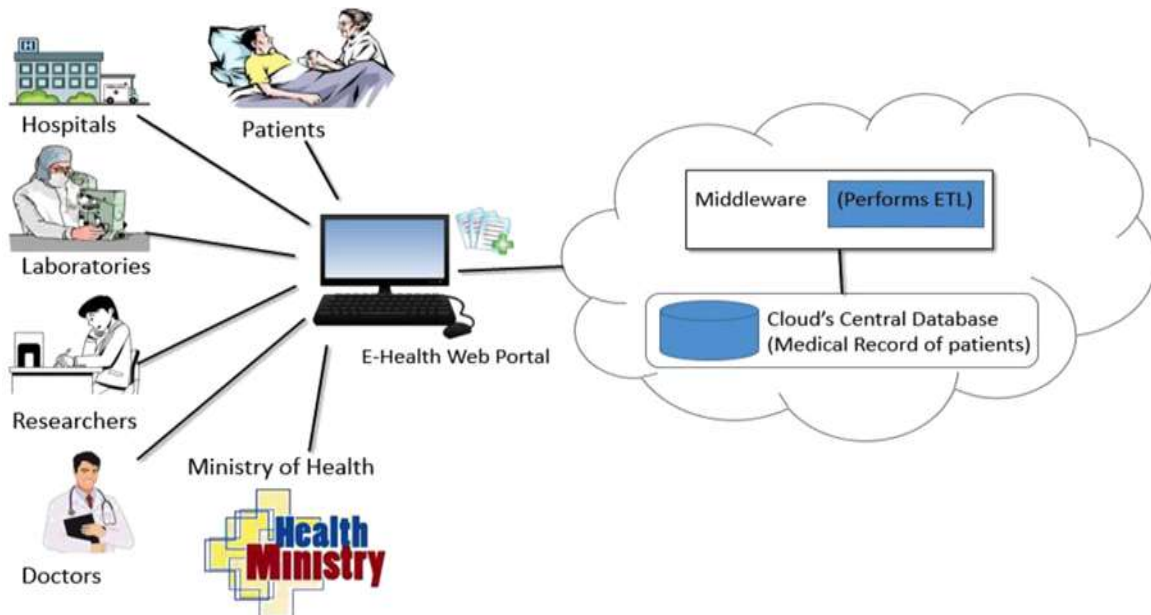 H
Hospitals
Patients
Laboratories
Researchers
Doctors
Ministry of Health
Health
Ministry
E-Health Web Portal
Middleware (Performs ETL)
Cloud's Central Database
(Medical Record of patients)